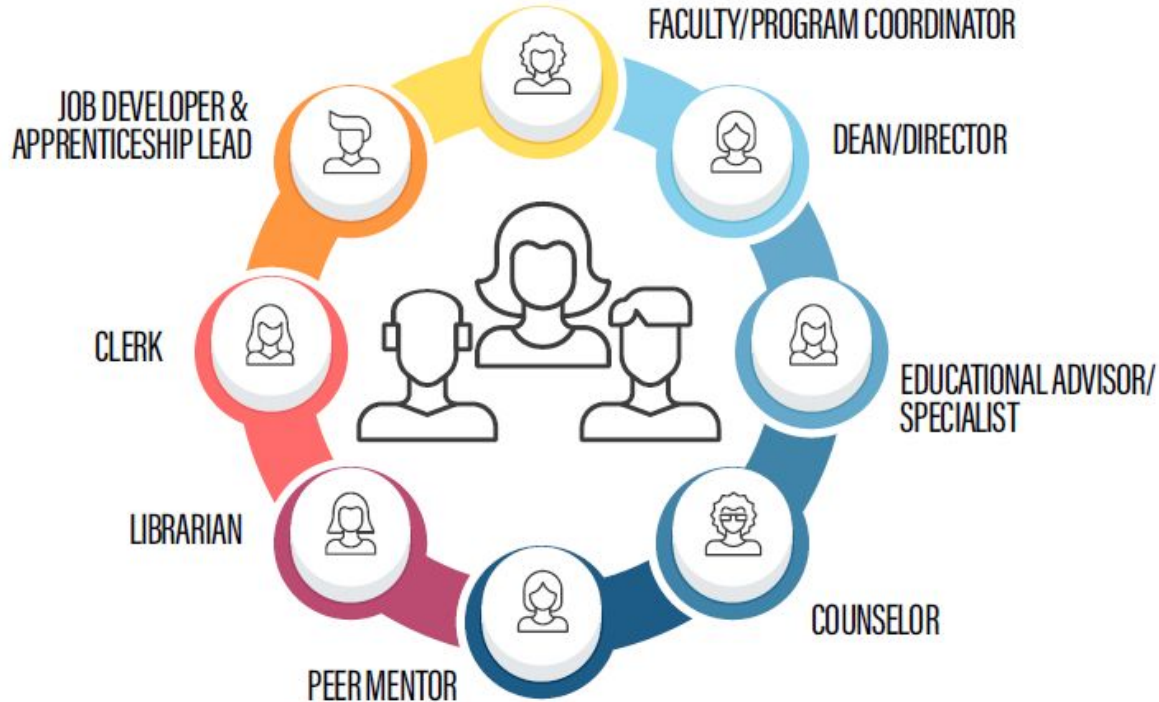 FACULTY/PROGRAM COORDINATOR
JOB DEVELOPER &
APPRENTICESHIP LEAD
DEAN/DIRECTOR
CLERK
EDUCATIONAL ADVISOR/
SPECIALIST
LIBRARIAN
COUNSELOR
PEER MENTOR